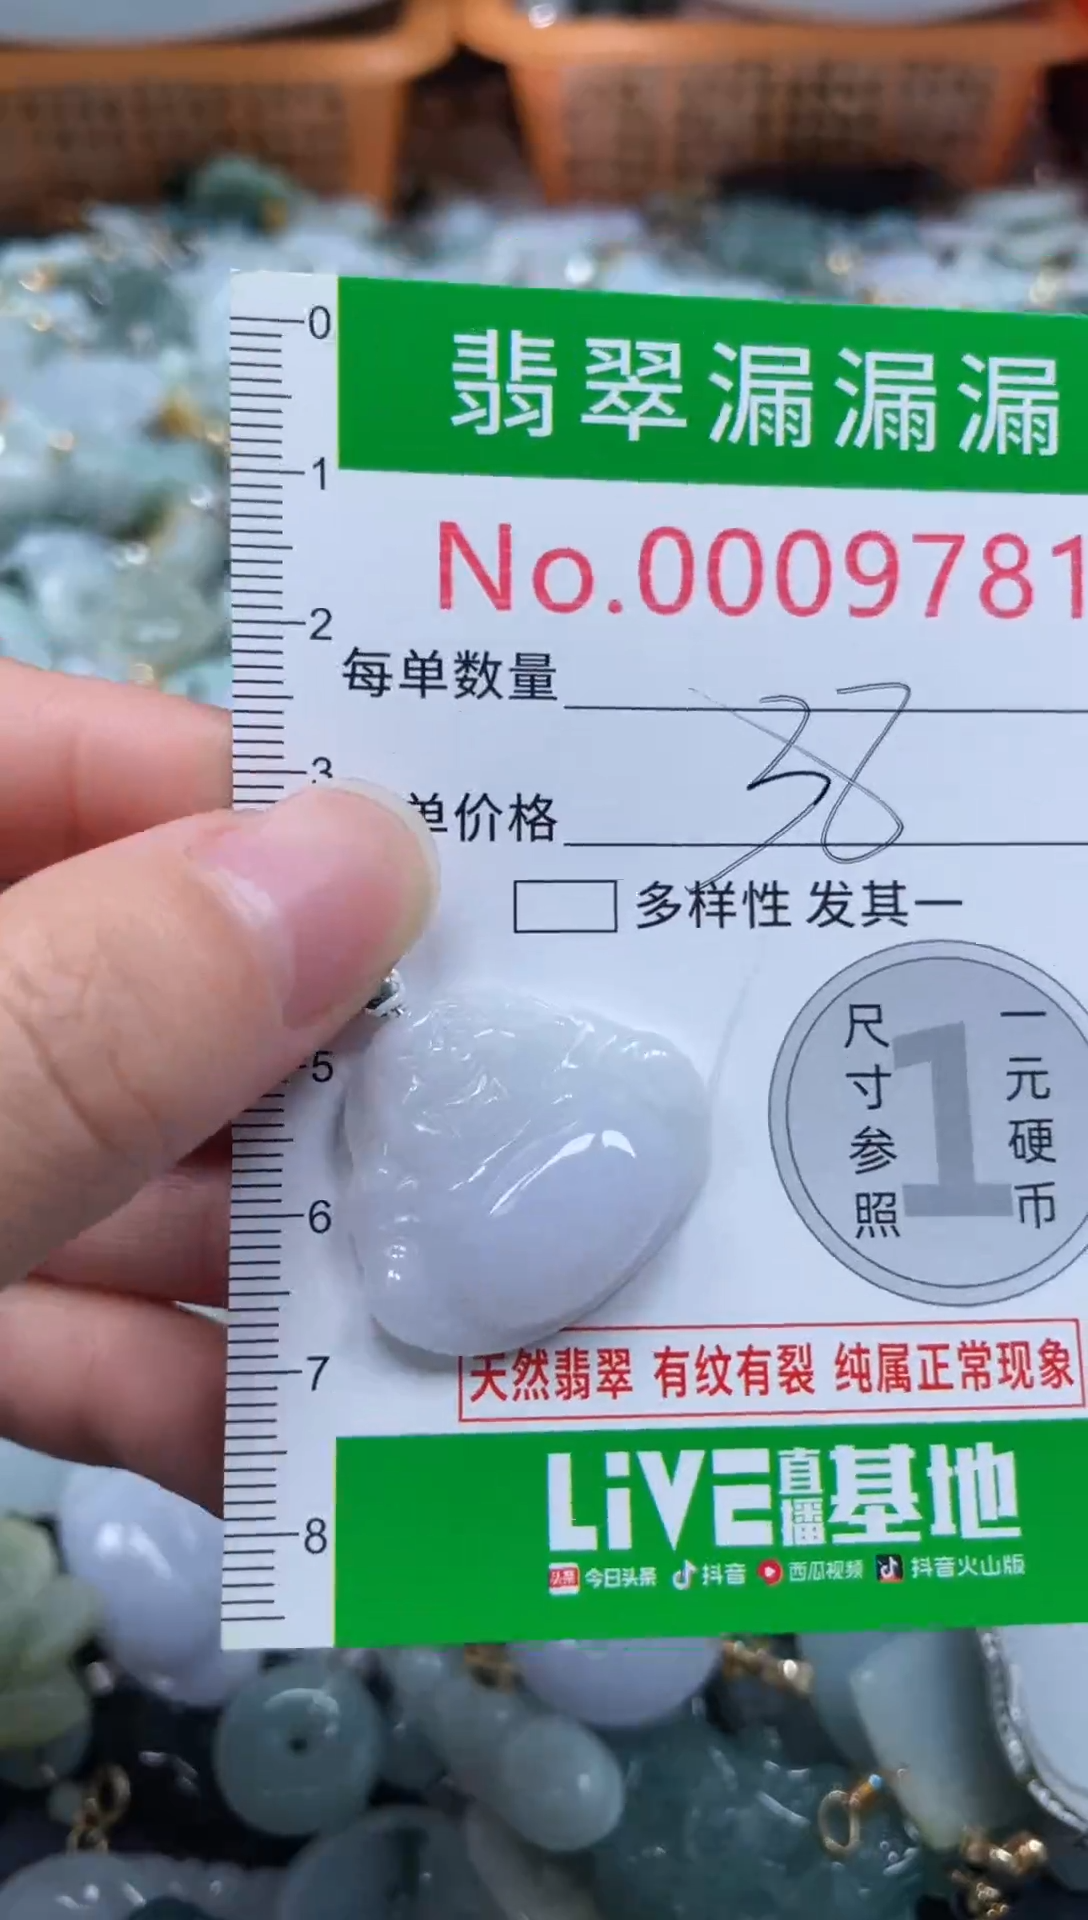 翡翠漏漏漏
No.0009781
每单数量
38
单价格
多样性 发其一
尺寸参照
1
一元硬币
天然翡翠 有纹有裂 纯属正常现象
LiVE直播基地
头条 今日头条 抖音 西瓜视频 抖音火山版
0
1
2
3
5
6
7
8